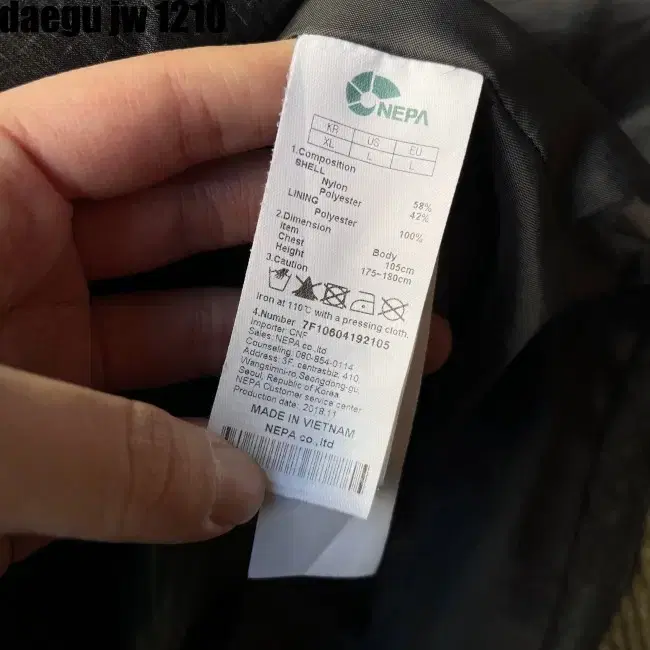 daegu jw 1210
NEPA
KR US EU
XL L L
1.Composition
SHELL
Nylon 58%
Polyester 42%
LINING
Polyester 100%
2.Dimension
Item Body
Chest 105cm
Height 175~180cm
3.Caution
Iron at 110℃ with a pressing cloth.
4.Number 7F10604192105
Importer: CNF
Sales: NEPA co.,ltd
Counseling: 080-854-0114
Address: 3F, centrasbiz, 410,
Wangsimni-ro, Seongdong-gu,
Seoul, Republic of Korea
NEPA Customer service center
Production date: 2018.11
MADE IN VIETNAM
NEPA co.,ltd